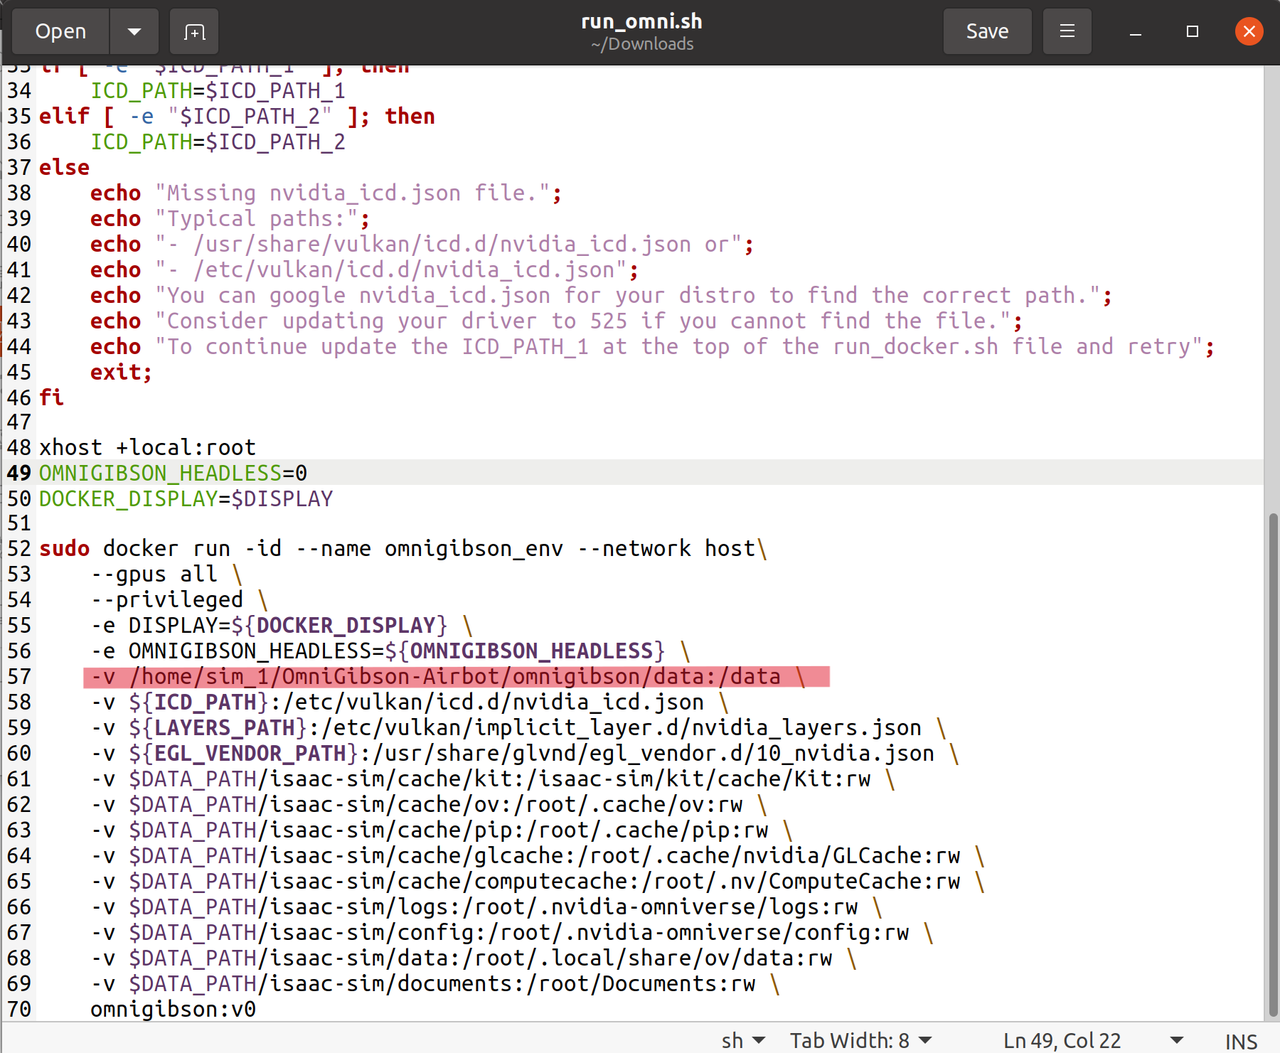 Open
run_omni.sh
~/Downloads
Save
33 if [ -e "$ICD_PATH_1" ]; then
34 ICD_PATH=$ICD_PATH_1
35 elif [ -e "$ICD_PATH_2" ]; then
36 ICD_PATH=$ICD_PATH_2
37 else
38 echo "Missing nvidia_icd.json file.";
39 echo "Typical paths:";
40 echo "- /usr/share/vulkan/icd.d/nvidia_icd.json or";
41 echo "- /etc/vulkan/icd.d/nvidia_icd.json";
42 echo "You can google nvidia_icd.json for your distro to find the correct path.";
43 echo "Consider updating your driver to 525 if you cannot find the file.";
44 echo "To continue update the ICD_PATH_1 at the top of the run_docker.sh file and retry";
45 exit;
46 fi
47
48 xhost +local:root
49 OMNIGIBSON_HEADLESS=0
50 DOCKER_DISPLAY=$DISPLAY
51
52 sudo docker run -id --name omnigibson_env --network host\
53 --gpus all \
54 --privileged \
55 -e DISPLAY=${DOCKER_DISPLAY} \
56 -e OMNIGIBSON_HEADLESS=${OMNIGIBSON_HEADLESS} \
57 -v /home/sim_1/OmniGibson-Airbot/omnigibson/data:/data \
58 -v ${ICD_PATH}:/etc/vulkan/icd.d/nvidia_icd.json \
59 -v ${LAYERS_PATH}:/etc/vulkan/implicit_layer.d/nvidia_layers.json \
60 -v ${EGL_VENDOR_PATH}:/usr/share/glvnd/egl_vendor.d/10_nvidia.json \
61 -v $DATA_PATH/isaac-sim/cache/kit:/isaac-sim/kit/cache/Kit:rw \
62 -v $DATA_PATH/isaac-sim/cache/ov:/root/.cache/ov:rw \
63 -v $DATA_PATH/isaac-sim/cache/pip:/root/.cache/pip:rw \
64 -v $DATA_PATH/isaac-sim/cache/glcache:/root/.cache/nvidia/GLCache:rw \
65 -v $DATA_PATH/isaac-sim/cache/computecache:/root/.nv/ComputeCache:rw \
66 -v $DATA_PATH/isaac-sim/logs:/root/.nvidia-omniverse/logs:rw \
67 -v $DATA_PATH/isaac-sim/config:/root/.nvidia-omniverse/config:rw \
68 -v $DATA_PATH/isaac-sim/data:/root/.local/share/ov/data:rw \
69 -v $DATA_PATH/isaac-sim/documents:/root/Documents:rw \
70 omnigibson:v0
sh Tab Width: 8 Ln 49, Col 22 INS